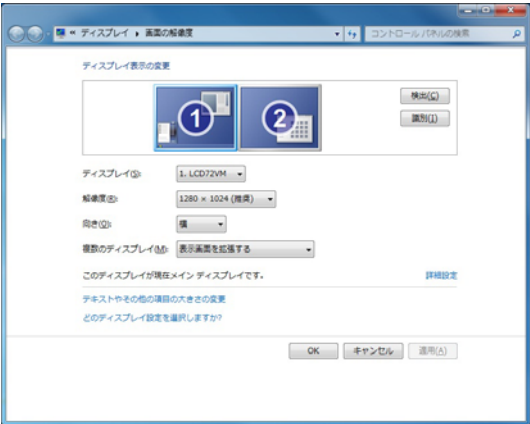 « ディスプレイ ▸ 画面の解像度
コントロール パネルの検索
ディスプレイ表示の変更
1
2
検出(C)
識別(I)
ディスプレイ(S):
1. LCD72VM
解像度(R):
1280 × 1024 (推奨)
向き(O):
横
複数のディスプレイ(M):
表示画面を拡張する
このディスプレイが現在メイン ディスプレイです。
詳細設定
テキストやその他の項目の大きさの変更
どのディスプレイ設定を選択しますか?
OK
キャンセル
適用(A)